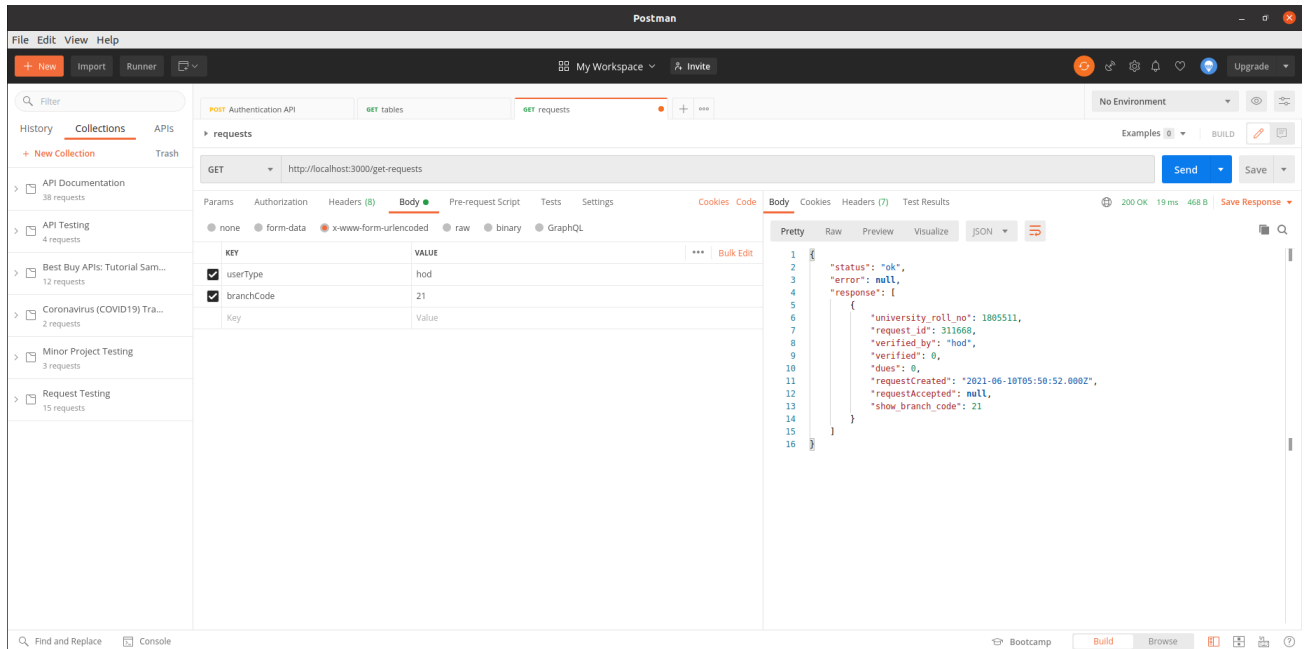 Postman
File Edit View Help
+ New Import Runner My Workspace Invite Upgrade
Filter
History Collections APIs
+ New Collection Trash
API Documentation
38 requests
API Testing
4 requests
Best Buy APIs: Tutorial Sam...
12 requests
Coronavirus (COVID19) Tra...
2 requests
Minor Project Testing
3 requests
Request Testing
15 requests
POST Authentication API GET tables GET requests + ooo
No Environment
requests
Examples 0 BUILD
GET http://localhost:3000/get-requests Send Save
Params Authorization Headers (8) Body Pre-request Script Tests Settings Cookies Code
none form-data x-www-form-urlencoded raw binary GraphQL
KEY VALUE ••• Bulk Edit
userType hod
branchCode 21
Key Value
Body Cookies Headers (7) Test Results 200 OK 19 ms 468 B Save Response
Pretty Raw Preview Visualize JSON
1 {
2 "status": "ok",
3 "error": null,
4 "response": [
5 {
6 "university_roll_no": 1805511,
7 "request_id": 311668,
8 "verified_by": "hod",
9 "verified": 0,
10 "dues": 0,
11 "requestCreated": "2021-06-10T05:50:52.000Z",
12 "requestAccepted": null,
13 "show_branch_code": 21
14 }
15 ]
16 }
Find and Replace Console Bootcamp Build Browse